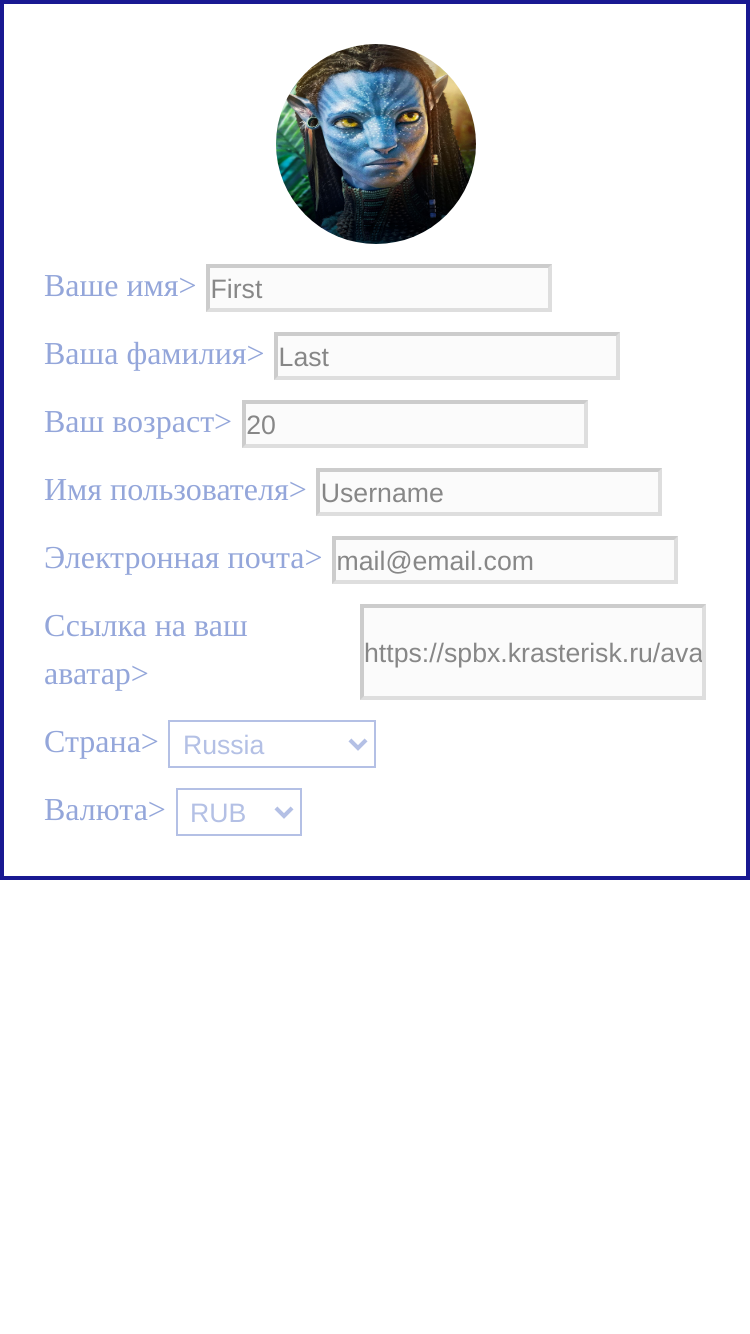 Ваше имя> First
Ваша фамилия> Last
Ваш возраст> 20
Имя пользователя> Username
Электронная почта> mail@email.com
Ссылка на ваш
аватар> https://spbx.krasterisk.ru/ava
Страна> Russia
Валюта> RUB